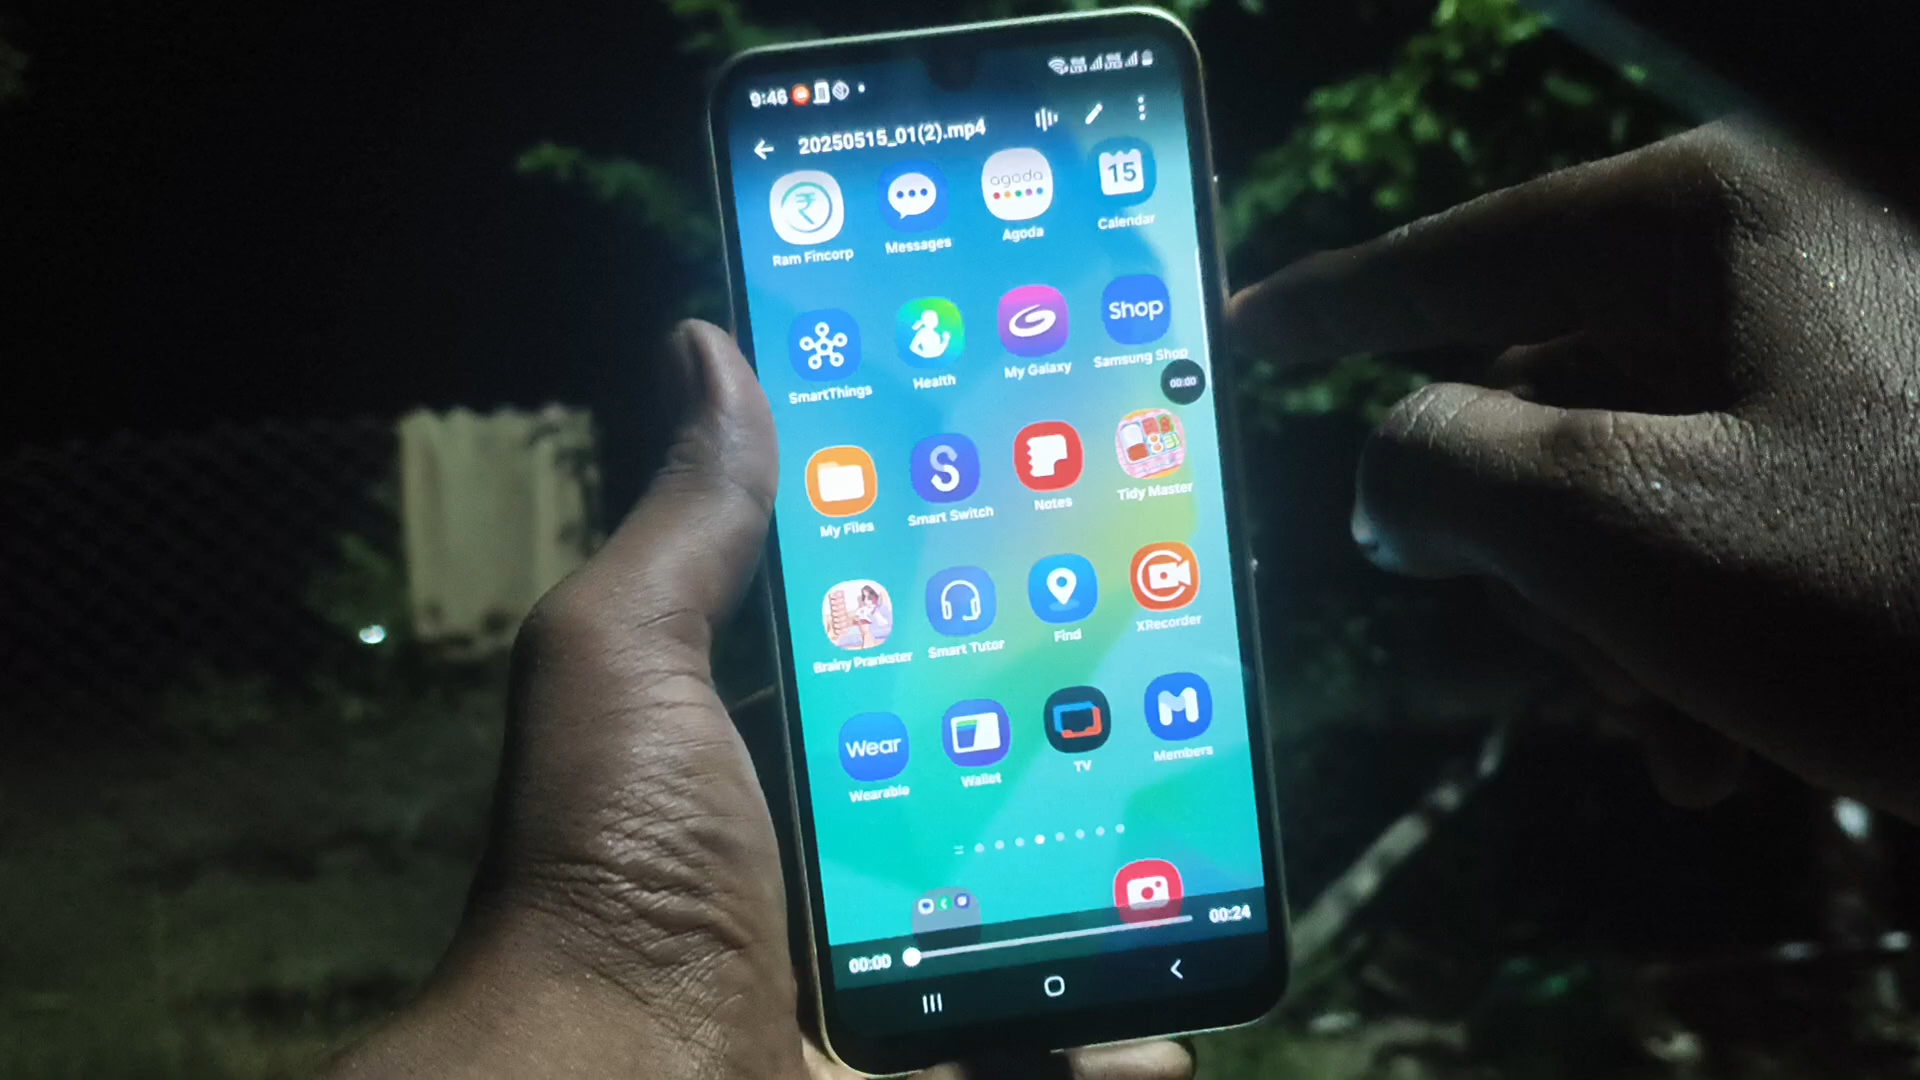 9:46
20250515_01(2).mp4
agoda
15
Ram Fincorp Messages Agoda Calendar
Shop
SmartThings Health My Galaxy Samsung Shop
00:00
My Files Smart Switch Notes Tidy Master
Brainy Prankster Smart Tutor Find XRecorder
Wear
Wearable Wallet TV Members
00:00 00:24